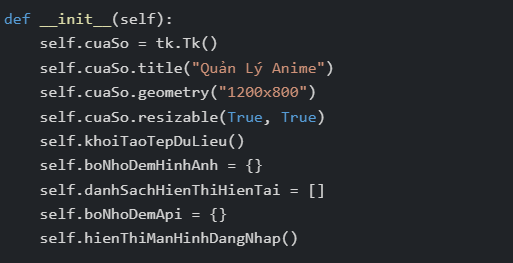 def __init__(self):
    self.cuaSo = tk.Tk()
    self.cuaSo.title("Quản Lý Anime")
    self.cuaSo.geometry("1200x800")
    self.cuaSo.resizable(True, True)
    self.khoiTaoTepDuLieu()
    self.boNhoDemHinhAnh = {}
    self.danhSachHienThiHienTai = []
    self.boNhoDemApi = {}
    self.hienThiManHinhDangNhap()